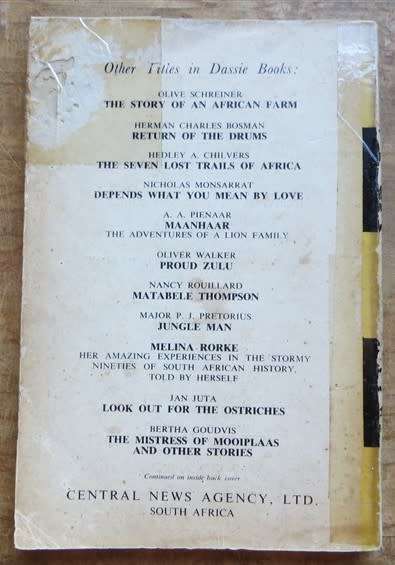 Other Titles in Dassie Books:
OLIVE SCHREINER
THE STORY OF AN AFRICAN FARM
HERMAN CHARLES BOSMAN
RETURN OF THE DRUMS
HEDLEY A. CHILVERS
THE SEVEN LOST TRAILS OF AFRICA
NICHOLAS MONSARRAT
DEPENDS WHAT YOU MEAN BY LOVE
A. A. PIENAAR
MAANHAAR
THE ADVENTURES OF A LION FAMILY
OLIVER WALKER
PROUD ZULU
NANCY ROUILLARD
MATABELE THOMPSON
MAJOR P. J. PRETORIUS
JUNGLE MAN
MELINA RORKE
HER AMAZING EXPERIENCES IN THE STORMY
NINETIES OF SOUTH AFRICAN HISTORY.
TOLD BY HERSELF
JAN JUTA
LOOK OUT FOR THE OSTRICHES
BERTHA GOUDVIS
THE MISTRESS OF MOOIPLAAS
AND OTHER STORIES
Continued on inside back cover
CENTRAL NEWS AGENCY, LTD.
SOUTH AFRICA